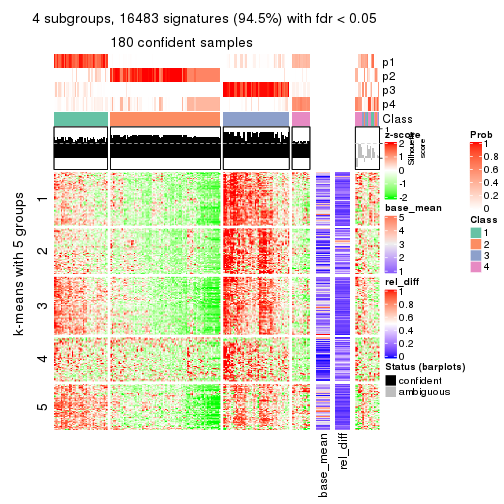 4 subgroups, 16483 signatures (94.5%) with fdr < 0.05
180 confident samples
p1
p2
p3
p4
Class
1
Silhouette
score
z-score
2
1
0
-1
-2
Prob
1
0.8
0.6
0.4
0.2
0
base_mean
5
4
3
2
1
Class
1
2
3
4
rel_diff
1
0.8
0.6
0.4
0.2
0
Status (barplots)
confident
ambiguous
k-means with 5 groups
1
2
3
4
5
base_mean
rel_diff